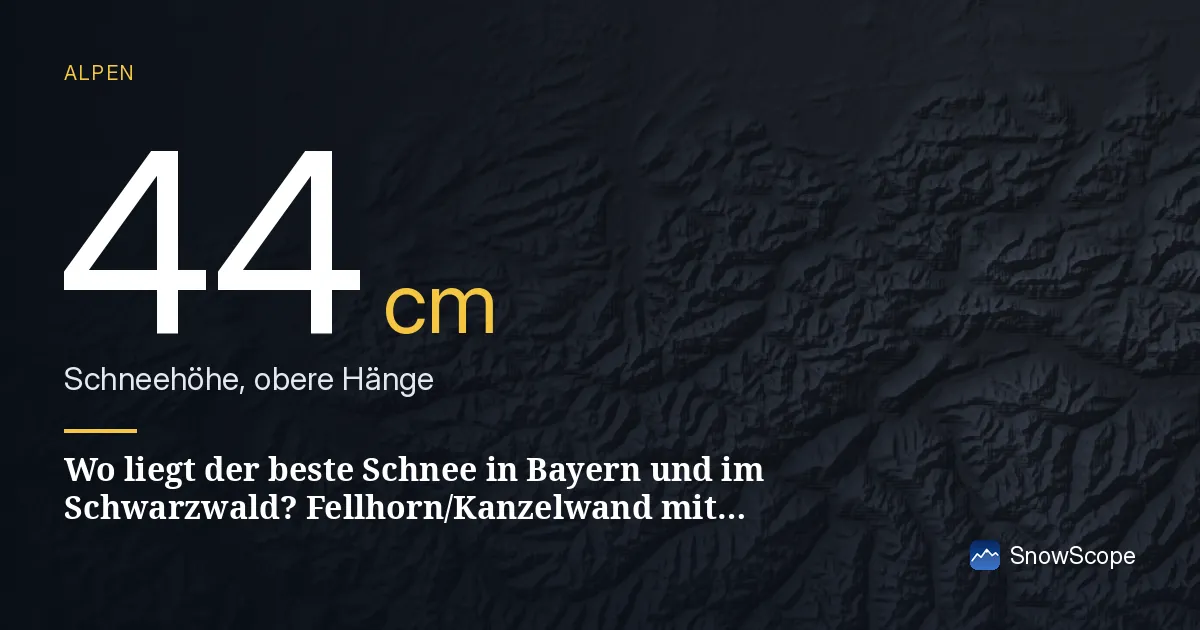 ALPEN
44 cm
Schneehöhe, obere Hänge
Wo liegt der beste Schnee in Bayern und im
Schwarzwald? Fellhorn/Kanzelwand mit...
SnowScope